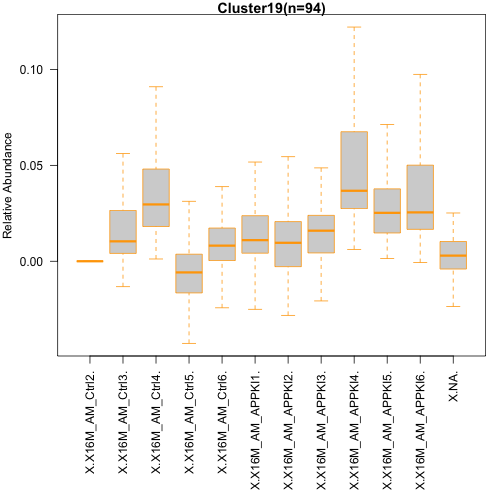 Cluster19(n=94)
Relative Abundance
0.10
0.05
0.00
X.X16M_AM_Ctrl2.
X.X16M_AM_Ctrl3.
X.X16M_AM_Ctrl4.
X.X16M_AM_Ctrl5.
X.X16M_AM_Ctrl6.
X.X16M_AM_APPKI1.
X.X16M_AM_APPKI2.
X.X16M_AM_APPKI3.
X.X16M_AM_APPKI4.
X.X16M_AM_APPKI5.
X.X16M_AM_APPKI6.
X.NA.